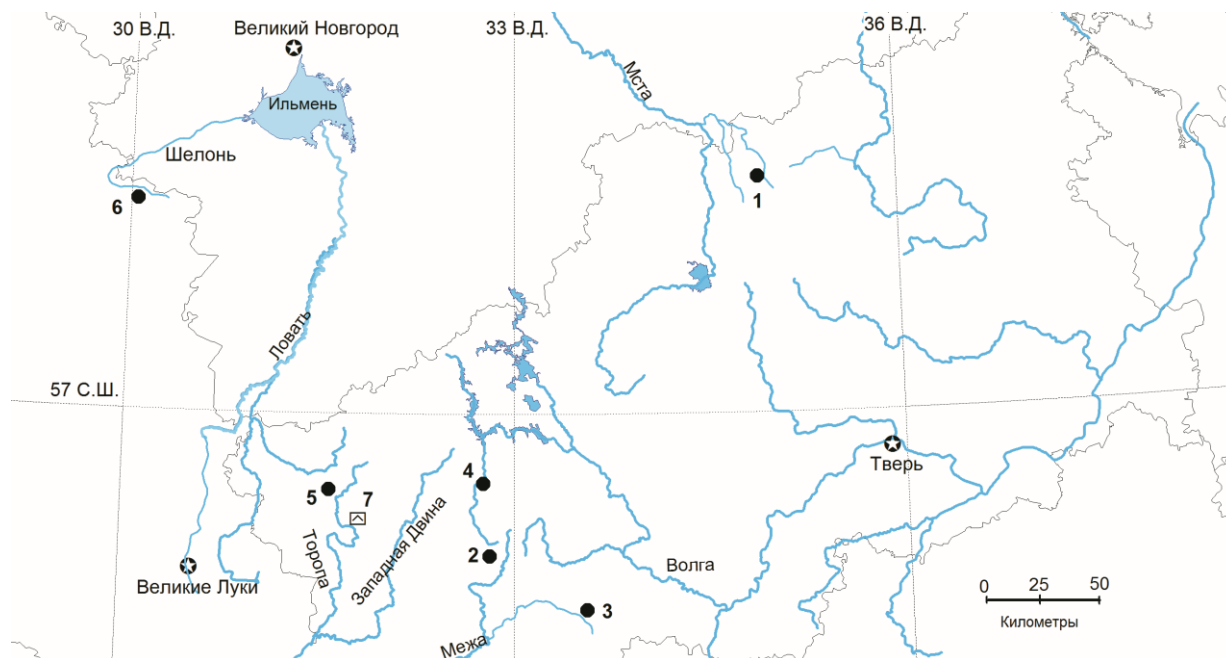 30 В.Д.
Великий Новгород
33 В.Д.
36 В.Д.
Мста
Ильмень
Шелонь
6
1
Ловать
57 С.Ш.
Тверь
4
5
7
Торопа
Западная Двина
2
Великие Луки
Волга
3
Межа
0 25 50
Километры